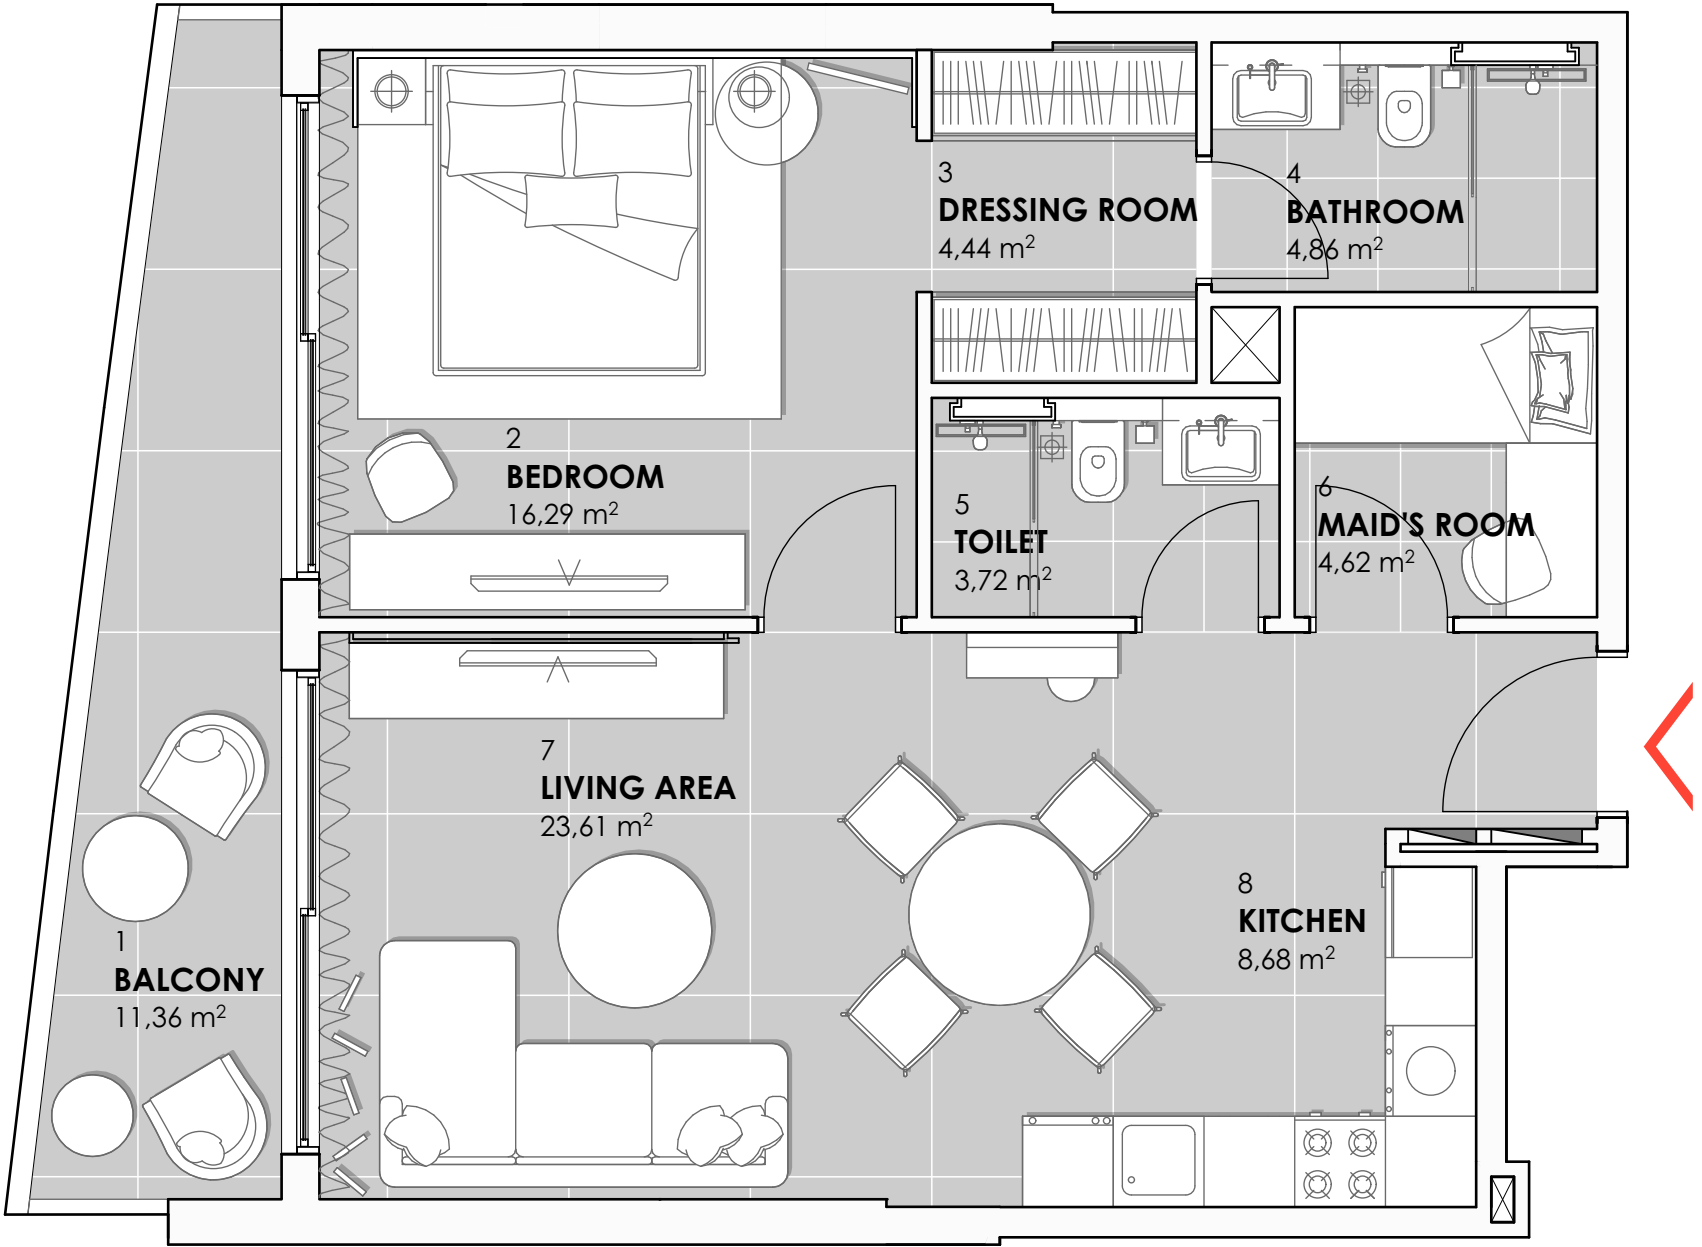 3
DRESSING ROOM
4,44 m²
4
BATHROOM
4,86 m²
2
BEDROOM
16,29 m²
5
TOILET
3,72 m²
6
MAID'S ROOM
4,62 m²
7
LIVING AREA
23,61 m²
8
KITCHEN
8,68 m²
1
BALCONY
11,36 m²